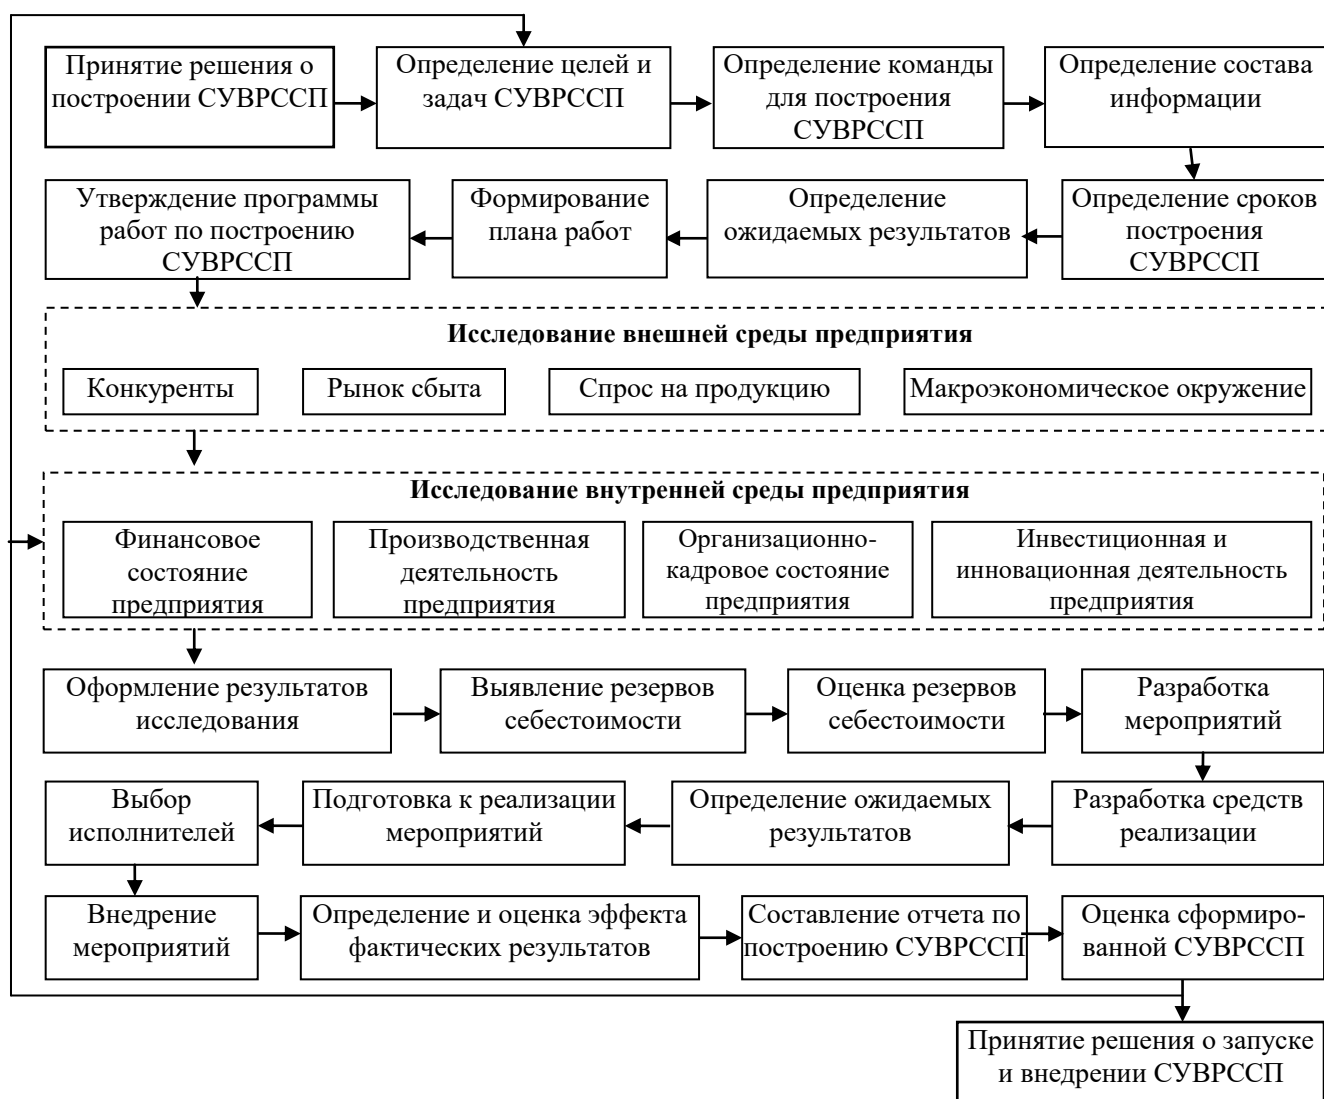 Принятие решения о
построении СУВРССП
Определение целей и
задач СУВРССП
Определение команды
для построения
СУВРССП
Определение состава
информации
Утверждение программы
работ по построению
СУВРССП
Формирование
плана работ
Определение
ожидаемых результатов
Определение сроков
построения
СУВРССП
Исследование внешней среды предприятия
Конкуренты
Рынок сбыта
Спрос на продукцию
Макроэкономическое окружение
Исследование внутренней среды предприятия
Финансовое
состояние
предприятия
Производственная
деятельность
предприятия
Организационно-
кадровое состояние
предприятия
Инвестиционная и
инновационная деятельность
предприятия
Оформление результатов
исследования
Выявление резервов
себестоимости
Оценка резервов
себестоимости
Разработка
мероприятий
Выбор
исполнителей
Подготовка к реализации
мероприятий
Определение ожидаемых
результатов
Разработка средств
реализации
Внедрение
мероприятий
Определение и оценка эффекта
фактических результатов
Составление отчета по
построению СУВРССП
Оценка сформиро-
ванной СУВРССП
Принятие решения о запуске
и внедрении СУВРССП